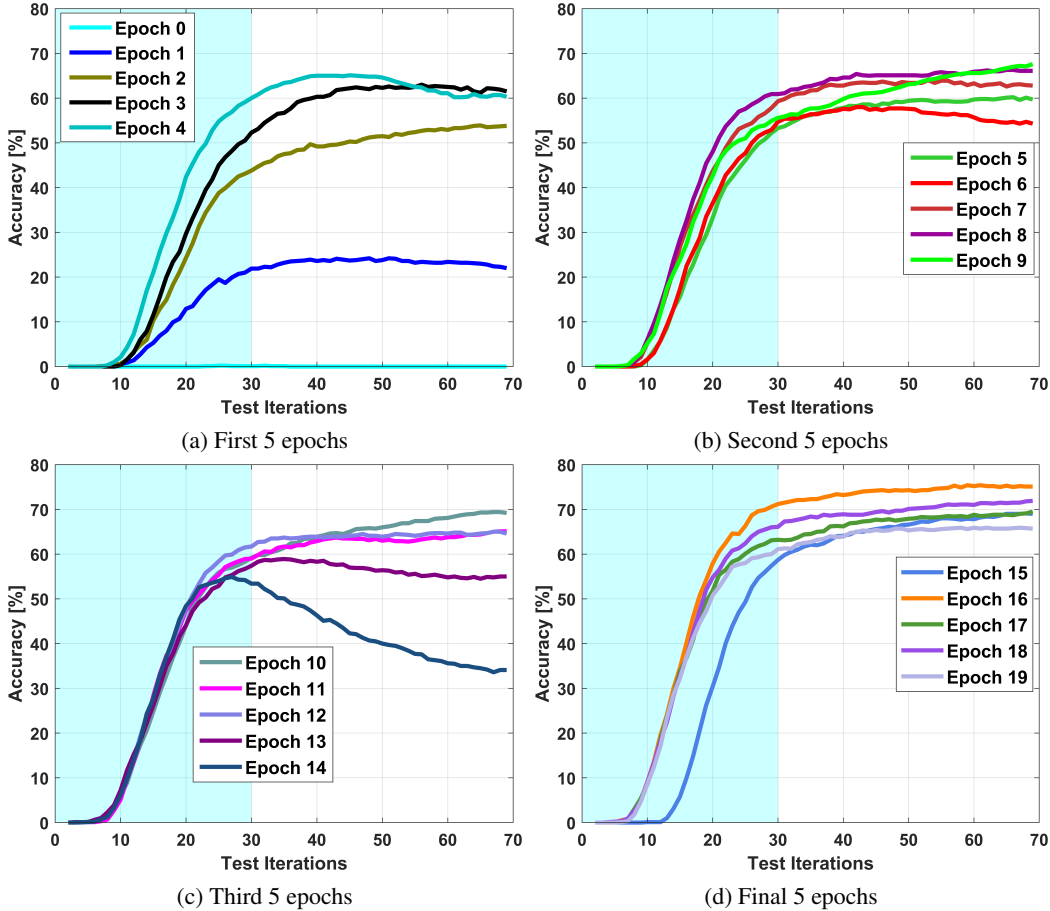 80
70
60
50
40
30
20
10
0
Accuracy [%]
Epoch 0
Epoch 1
Epoch 2
Epoch 3
Epoch 4
0 10 20 30 40 50 60 70
Test Iterations
(a) First 5 epochs
80
70
60
50
40
30
20
10
0
Accuracy [%]
Epoch 5
Epoch 6
Epoch 7
Epoch 8
Epoch 9
0 10 20 30 40 50 60 70
Test Iterations
(b) Second 5 epochs
80
70
60
50
40
30
20
10
0
Accuracy [%]
Epoch 10
Epoch 11
Epoch 12
Epoch 13
Epoch 14
0 10 20 30 40 50 60 70
Test Iterations
(c) Third 5 epochs
80
70
60
50
40
30
20
10
0
Accuracy [%]
Epoch 15
Epoch 16
Epoch 17
Epoch 18
Epoch 19
0 10 20 30 40 50 60 70
Test Iterations
(d) Final 5 epochs